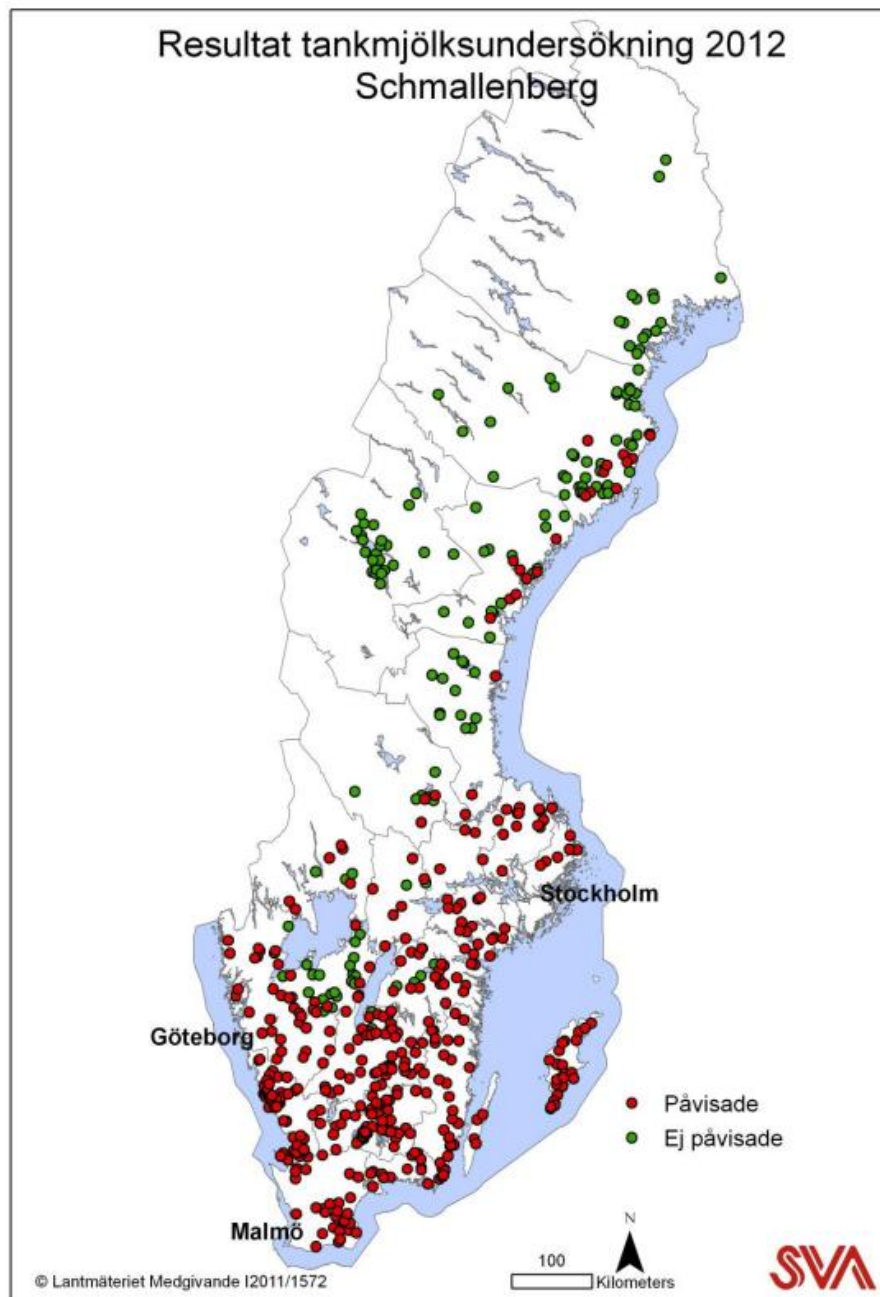 Resultat tankmjölksundersökning 2012
Schmallenberg
Stockholm
Göteborg
Påvisade
Ej påvisade
Malmö
N
100
Kilometers
© Lantmäteriet Medgivande I2011/1572
SVA